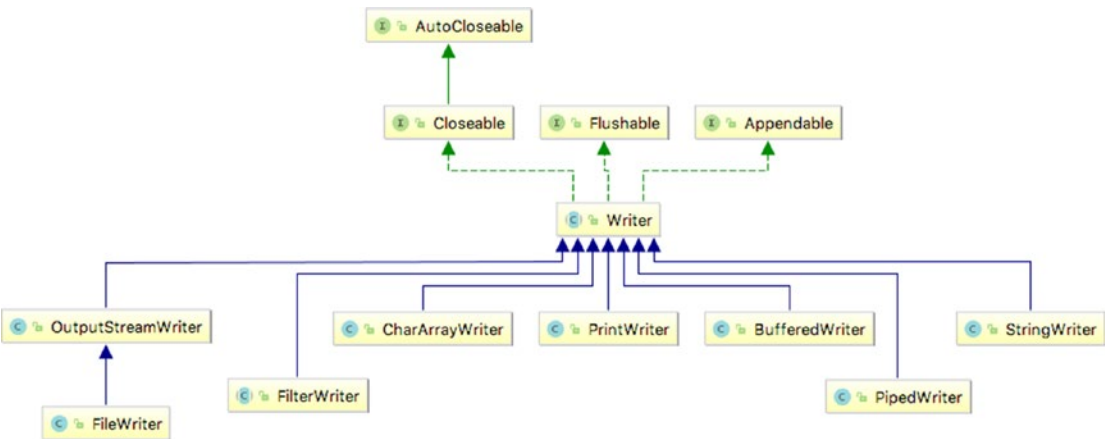 I AutoCloseable
I Closeable
I Flushable
I Appendable
C Writer
C OutputStreamWriter
C CharArrayWriter
C PrintWriter
C BufferedWriter
C StringWriter
C FilterWriter
C PipedWriter
C FileWriter